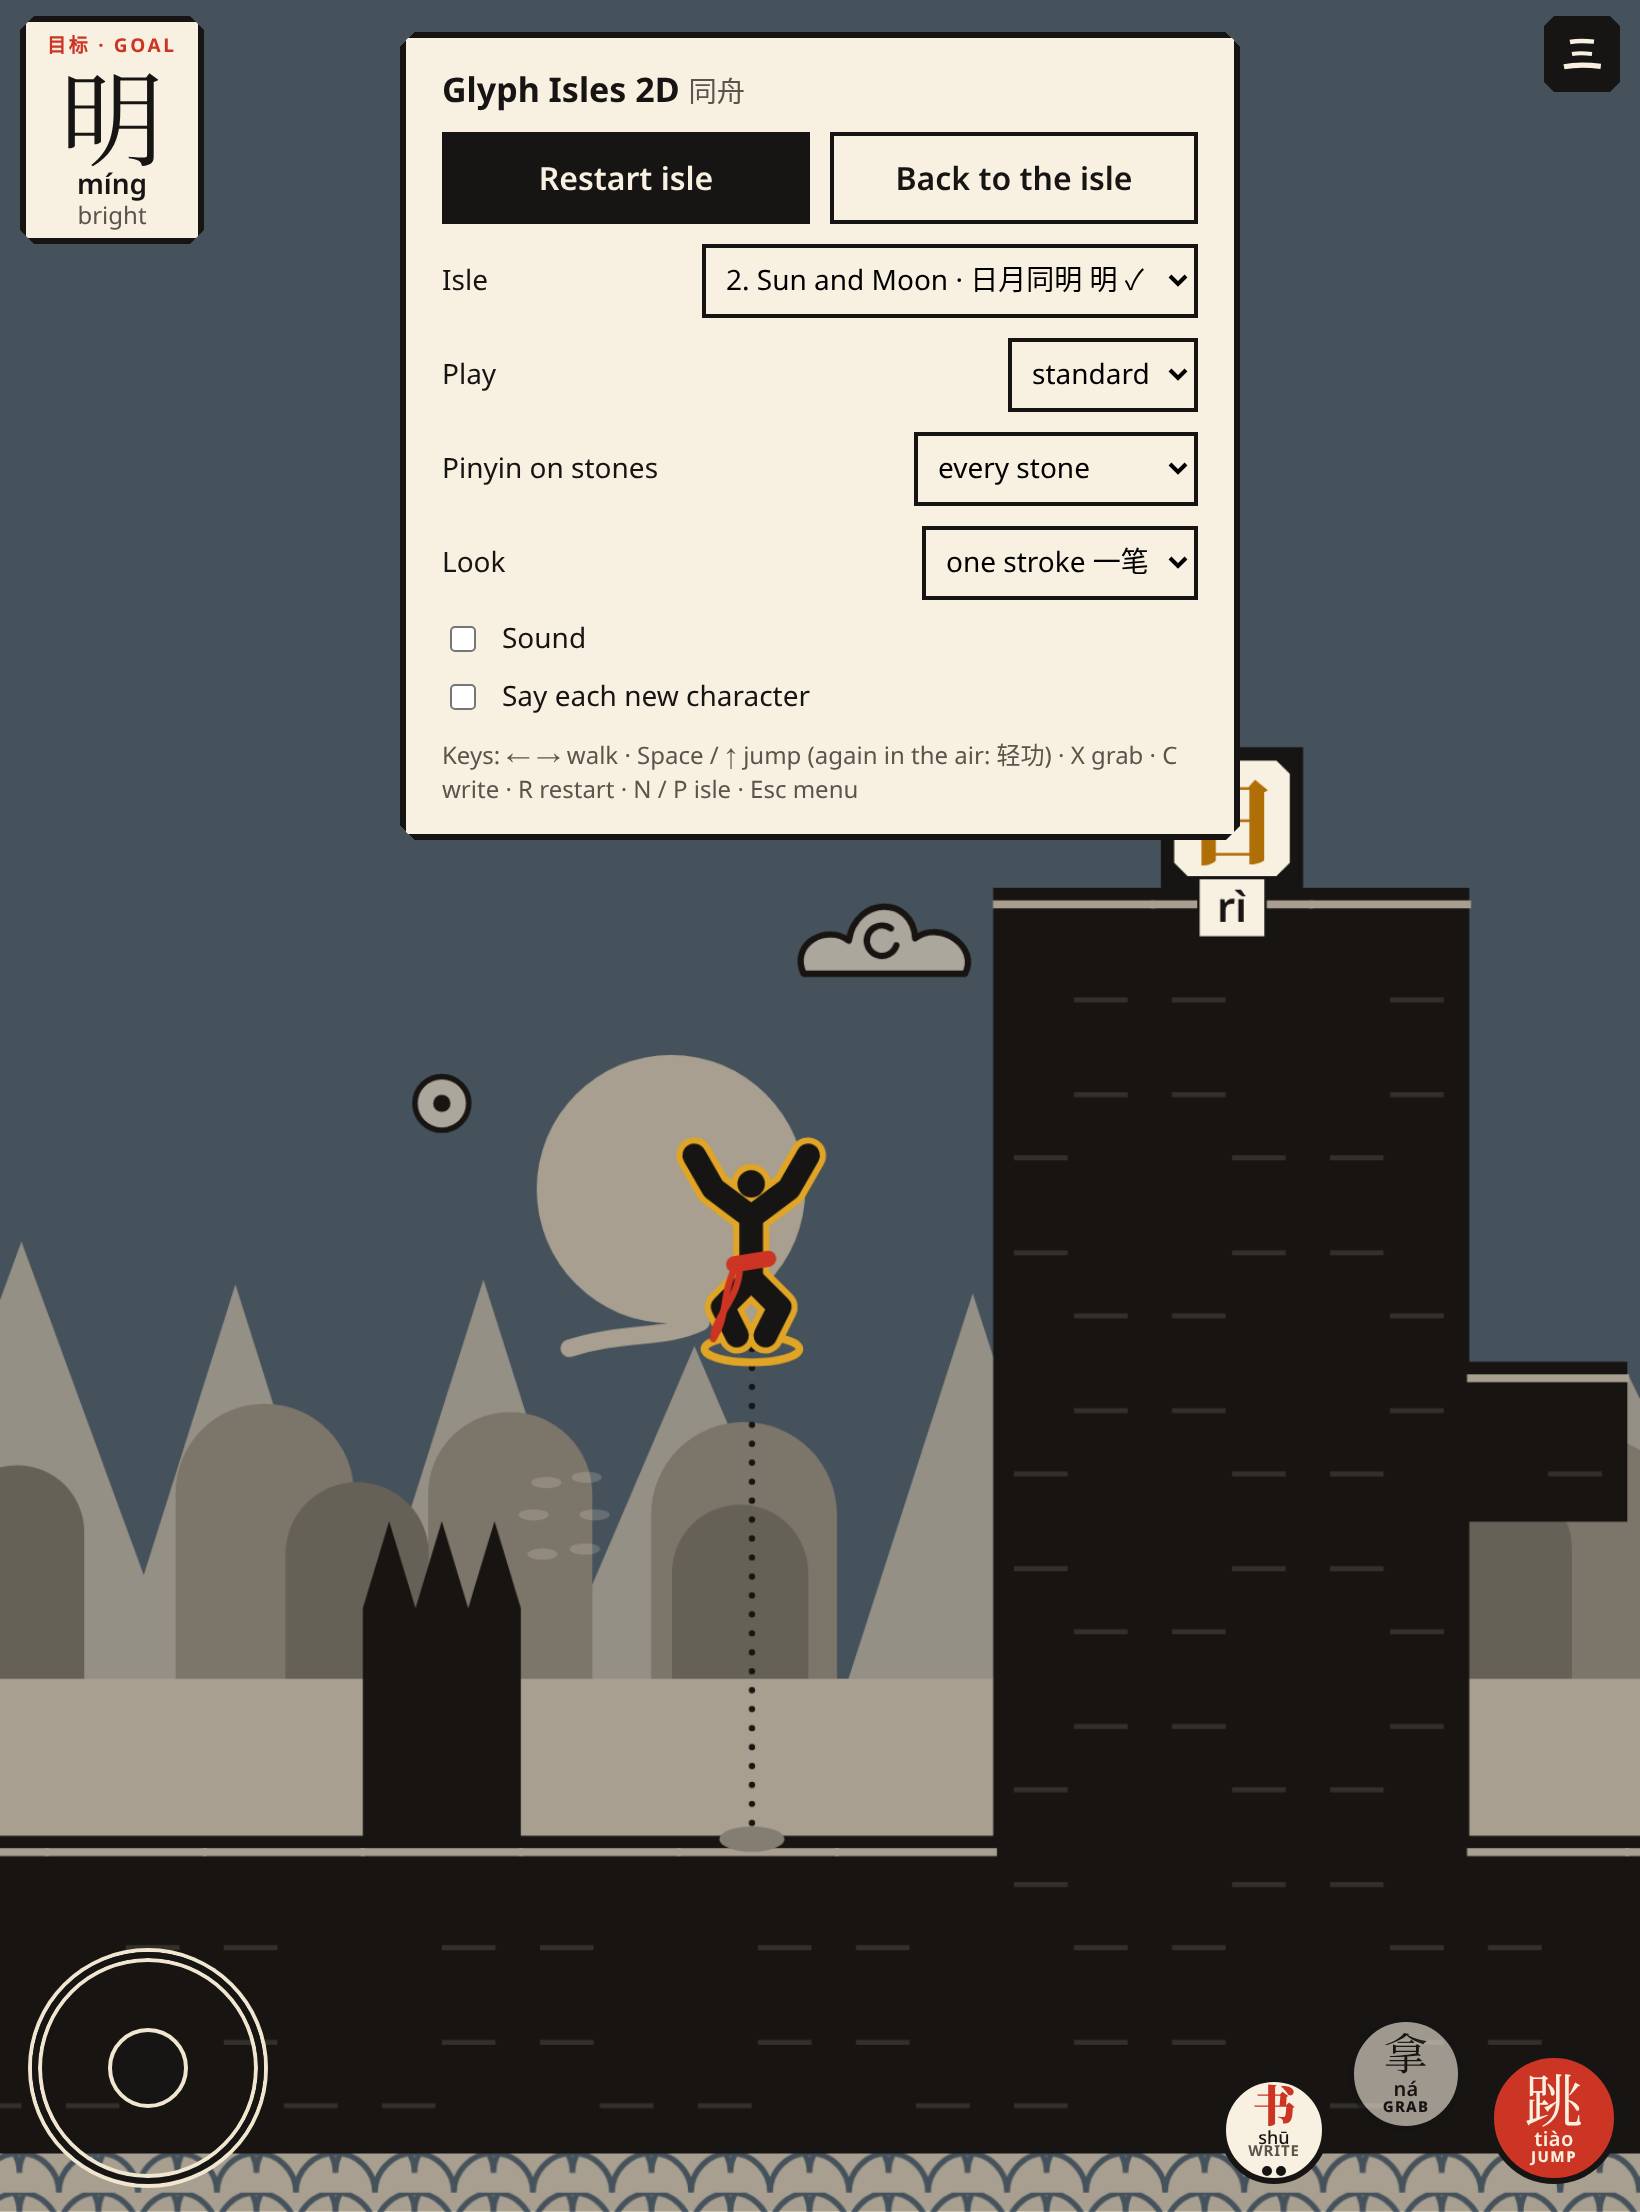 目标 · GOAL
明
míng
bright
三
Glyph Isles 2D 同舟
Restart isle
Back to the isle
Isle
2. Sun and Moon · 日月同明 明 ✓
Play
standard
Pinyin on stones
every stone
Look
one stroke 一笔
Sound
Say each new character
Keys: ← → walk · Space / ↑ jump (again in the air: 轻功) · X grab · C
write · R restart · N / P isle · Esc menu
rì
拿
ná
GRAB
书
shū
WRITE
跳
tiào
JUMP